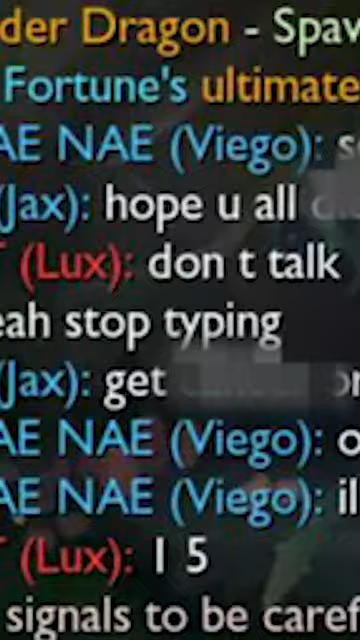 der Dragon - Spaw
Fortune's ultimate
AE NAE (Viego): s
(Jax): hope u all
(Lux): don t talk
eah stop typing
(Jax): get
AE NAE (Viego): o
AE NAE (Viego): il
(Lux): I 5
signals to be caref